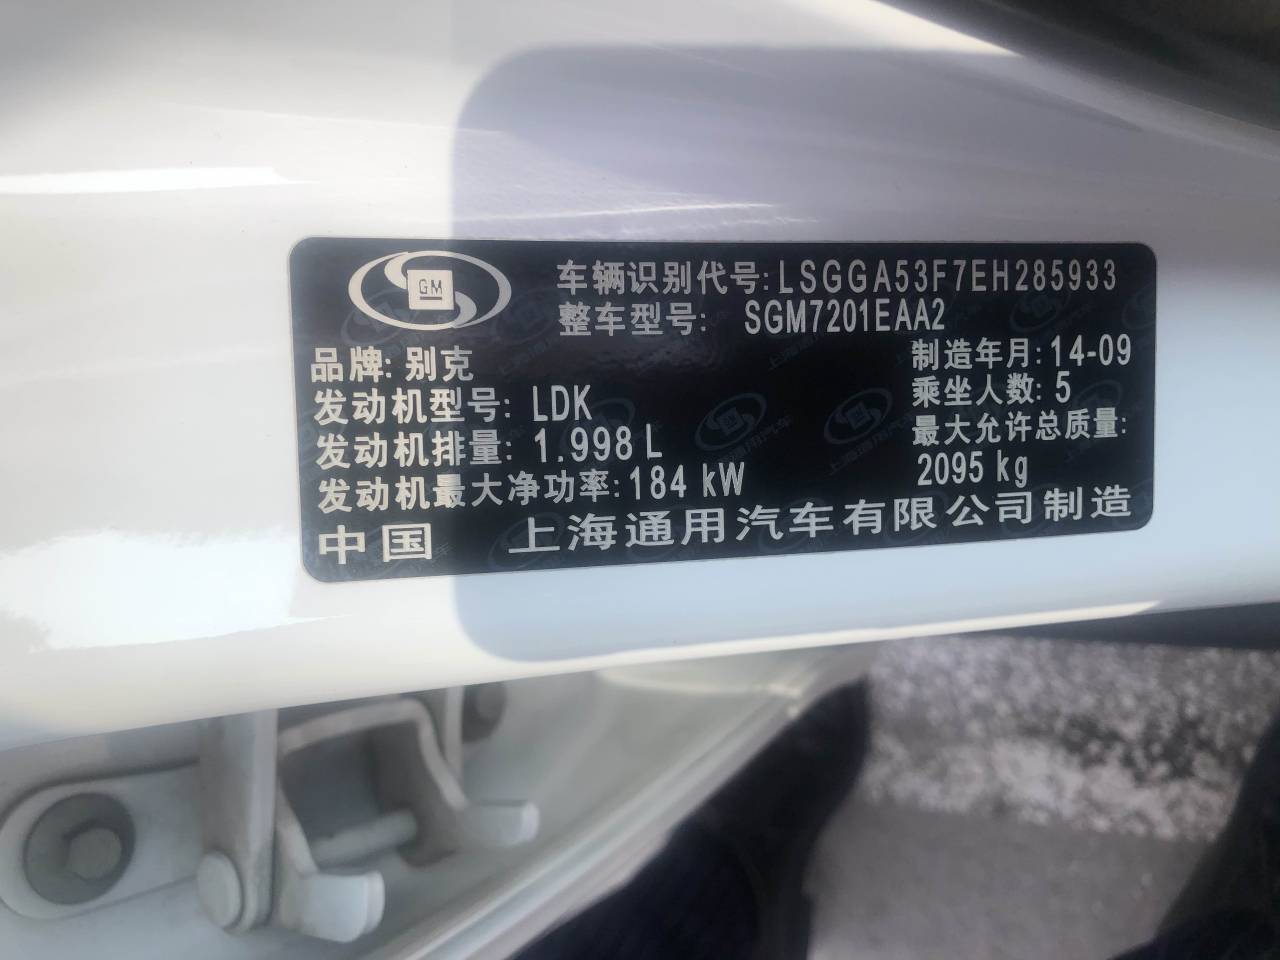 GM
车辆识别代号:LSGGA53F7EH285933
整车型号: SGM7201EAA2
品牌: 别克
制造年月:14-09
发动机型号: LDK
乘坐人数: 5
发动机排量: 1.998 L
最大允许总质量:
2095 kg
发动机最大净功率:184 kW
中国 上海通用汽车有限公司制造